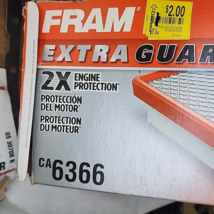 FRAM
$2.00
EXTRA GUAR
2X ENGINE
PROTECTION
PROTECCIÓN
DEL MOTOR
PROTECTION
DU MOTEUR
CA6366